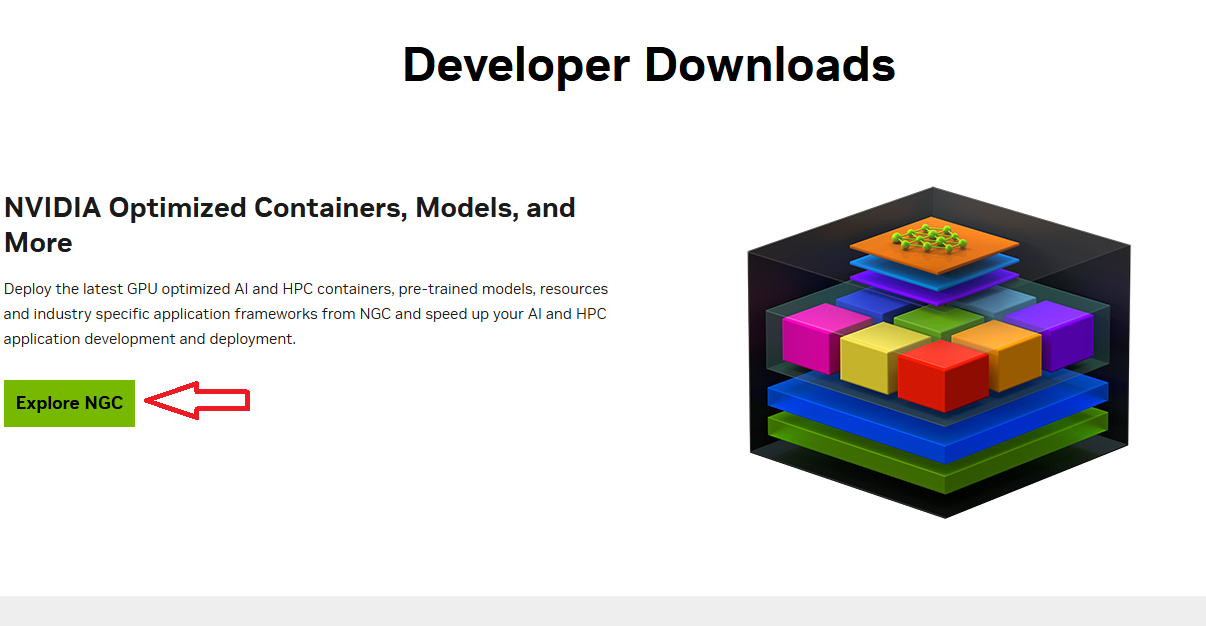 Developer Downloads
NVIDIA Optimized Containers, Models, and
More
Deploy the latest GPU optimized AI and HPC containers, pre-trained models, resources
and industry specific application frameworks from NGC and speed up your AI and HPC
application development and deployment.
Explore NGC